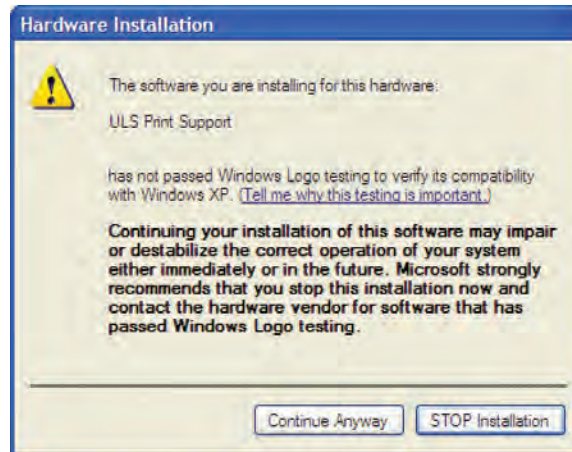 Hardware Installation
The software you are installing for this hardware:
ULS Print Support
has not passed Windows Logo testing to verify its compatibility
with Windows XP. (Tell me why this testing is important.)
Continuing your installation of this software may impair
or destabilize the correct operation of your system
either immediately or in the future. Microsoft strongly
recommends that you stop this installation now and
contact the hardware vendor for software that has
passed Windows Logo testing.
Continue Anyway
STOP Installation